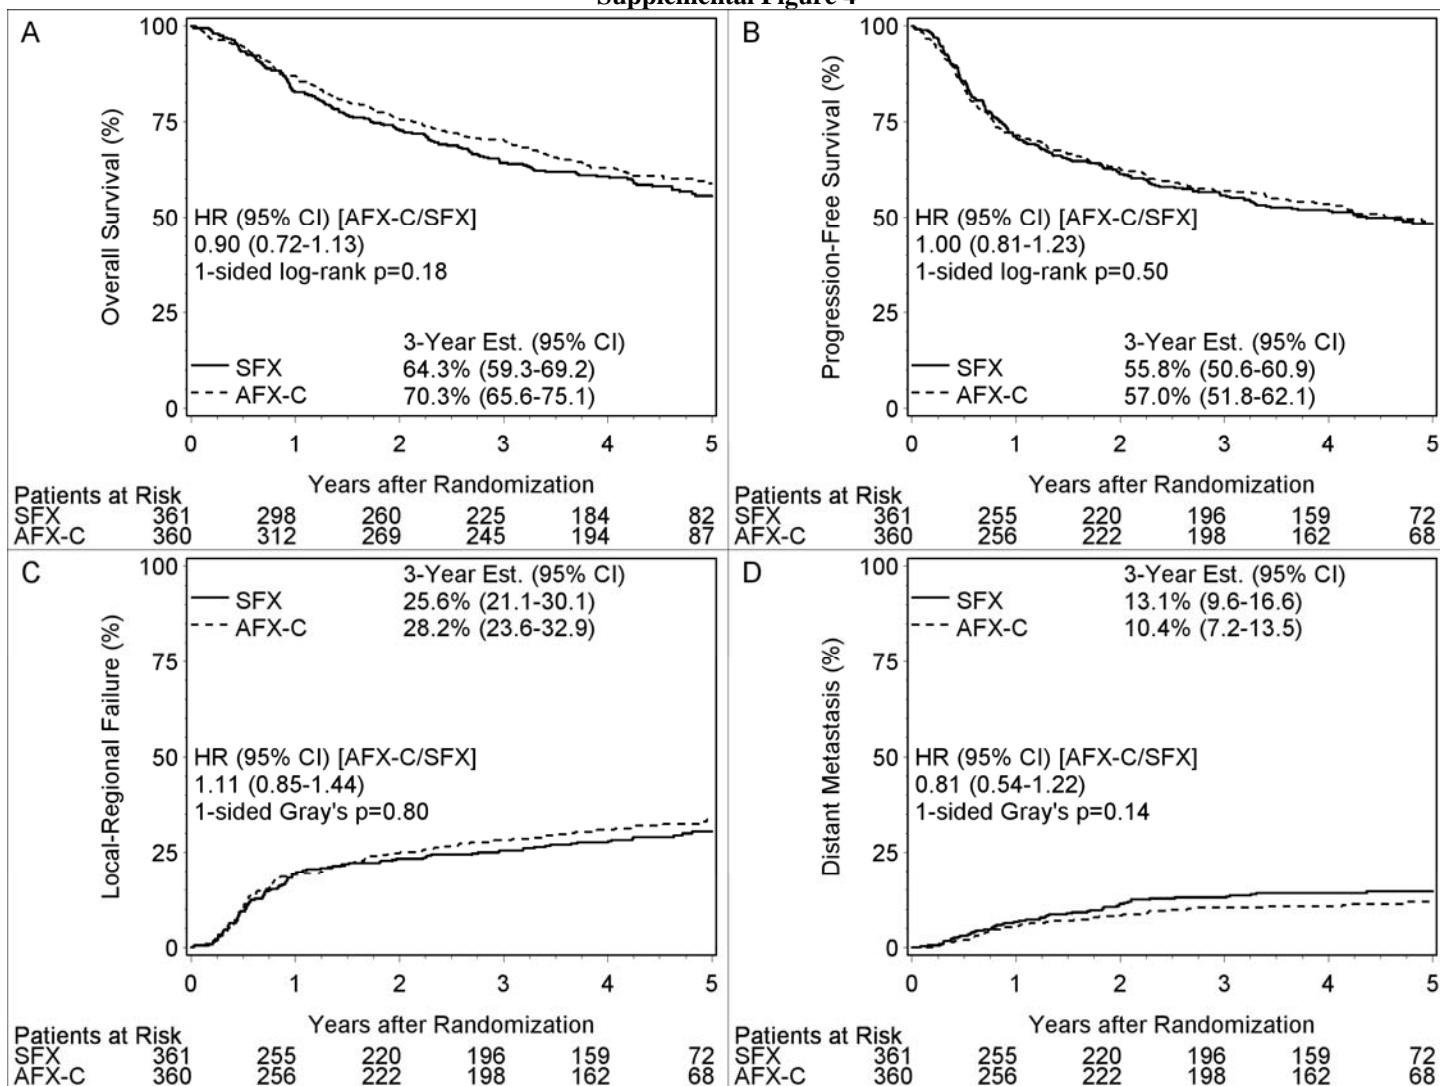 Supplemental Figure 4
A
100
75
50
25
0
Overall Survival (%)
HR (95% CI) [AFX-C/SFX]
0.90 (0.72-1.13)
1-sided log-rank p=0.18
3-Year Est. (95% CI)
SFX 64.3% (59.3-69.2)
AFX-C 70.3% (65.6-75.1)
0 1 2 3 4 5
Years after Randomization
Patients at Risk
SFX 361 298 260 225 184 82
AFX-C 360 312 269 245 194 87
B
100
75
50
25
0
Progression-Free Survival (%)
HR (95% CI) [AFX-C/SFX]
1.00 (0.81-1.23)
1-sided log-rank p=0.50
3-Year Est. (95% CI)
SFX 55.8% (50.6-60.9)
AFX-C 57.0% (51.8-62.1)
0 1 2 3 4 5
Years after Randomization
Patients at Risk
SFX 361 255 220 196 159 72
AFX-C 360 256 222 198 162 68
C
100
75
50
25
0
Local-Regional Failure (%)
3-Year Est. (95% CI)
SFX 25.6% (21.1-30.1)
AFX-C 28.2% (23.6-32.9)
HR (95% CI) [AFX-C/SFX]
1.11 (0.85-1.44)
1-sided Gray's p=0.80
0 1 2 3 4 5
Years after Randomization
Patients at Risk
SFX 361 255 220 196 159 72
AFX-C 360 256 222 198 162 68
D
100
75
50
25
0
Distant Metastasis (%)
3-Year Est. (95% CI)
SFX 13.1% (9.6-16.6)
AFX-C 10.4% (7.2-13.5)
HR (95% CI) [AFX-C/SFX]
0.81 (0.54-1.22)
1-sided Gray's p=0.14
0 1 2 3 4 5
Years after Randomization
Patients at Risk
SFX 361 255 220 196 159 72
AFX-C 360 256 222 198 162 68